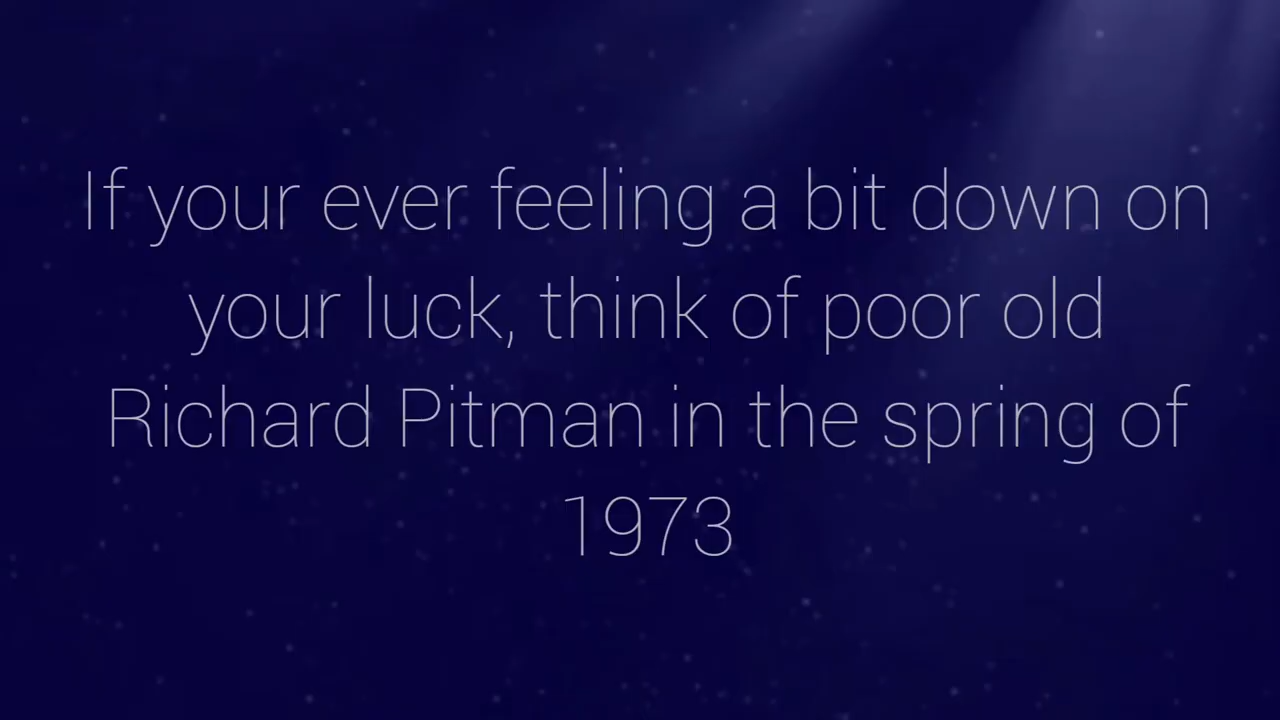 If your ever feeling a bit down on
your luck, think of poor old
Richard Pitman in the spring of
1973